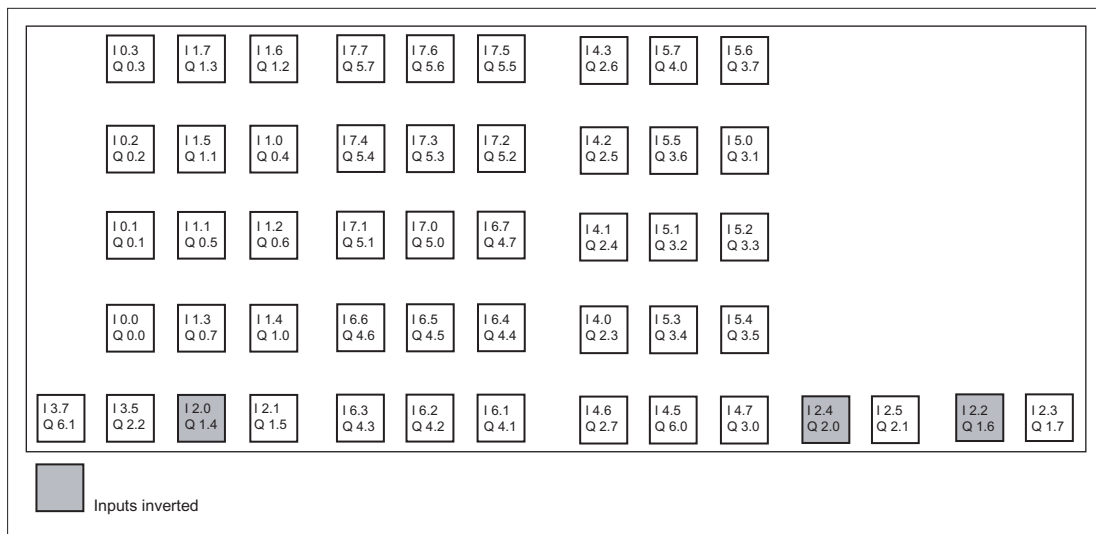 I 0.3 I 1.7 I 1.6 I 7.7 I 7.6 I 7.5 I 4.3 I 5.7 I 5.6
Q 0.3 Q 1.3 Q 1.2 Q 5.7 Q 5.6 Q 5.5 Q 2.6 Q 4.0 Q 3.7
I 0.2 I 1.5 I 1.0 I 7.4 I 7.3 I 7.2 I 4.2 I 5.5 I 5.0
Q 0.2 Q 1.1 Q 0.4 Q 5.4 Q 5.3 Q 5.2 Q 2.5 Q 3.6 Q 3.1
I 0.1 I 1.1 I 1.2 I 7.1 I 7.0 I 6.7 I 4.1 I 5.1 I 5.2
Q 0.1 Q 0.5 Q 0.6 Q 5.1 Q 5.0 Q 4.7 Q 2.4 Q 3.2 Q 3.3
I 0.0 I 1.3 I 1.4 I 6.6 I 6.5 I 6.4 I 4.0 I 5.3 I 5.4
Q 0.0 Q 0.7 Q 1.0 Q 4.6 Q 4.5 Q 4.4 Q 2.3 Q 3.4 Q 3.5
I 3.7 I 3.5 I 2.0 I 2.1 I 6.3 I 6.2 I 6.1 I 4.6 I 4.5 I 4.7 I 2.4 I 2.5 I 2.2 I 2.3
Q 6.1 Q 2.2 Q 1.4 Q 1.5 Q 4.3 Q 4.2 Q 4.1 Q 2.7 Q 6.0 Q 3.0 Q 2.0 Q 2.1 Q 1.6 Q 1.7
Inputs inverted